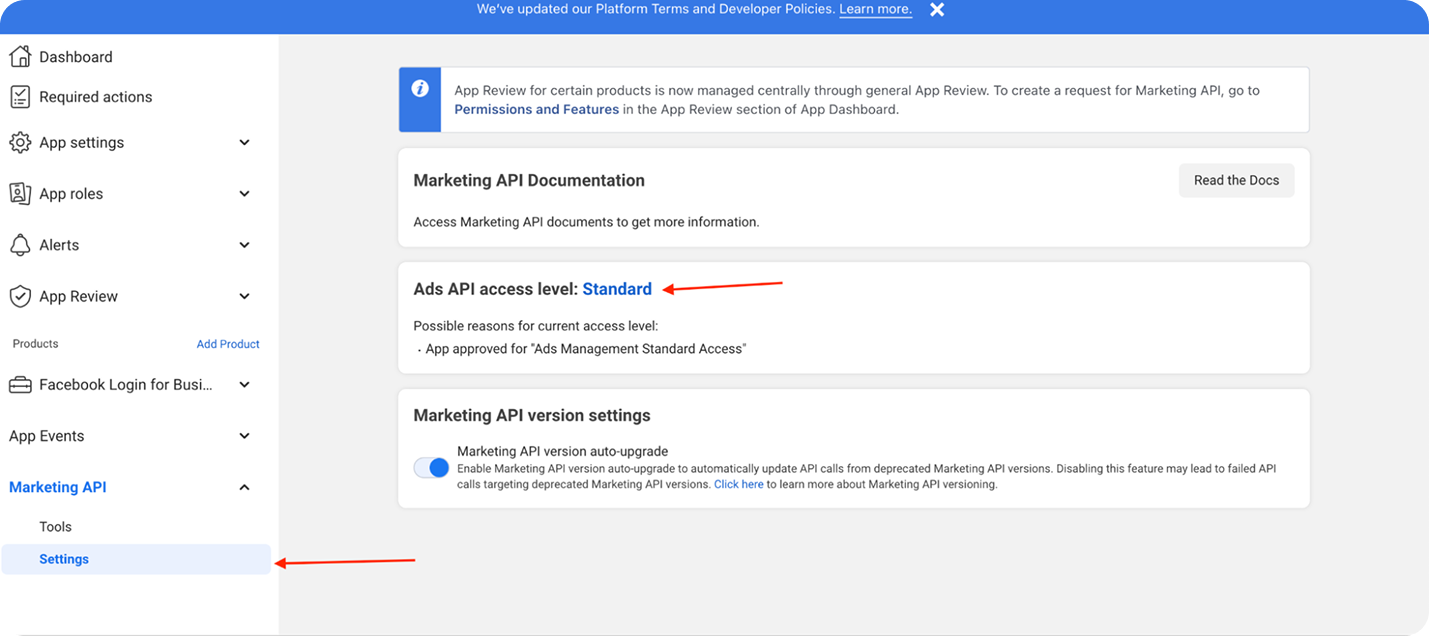 We've updated our Platform Terms and Developer Policies. Learn more.
Dashboard
Required actions
App settings
App roles
Alerts
App Review
Products Add Product
Facebook Login for Busi...
App Events
Marketing API
Tools
Settings
App Review for certain products is now managed centrally through general App Review. To create a request for Marketing API, go to
Permissions and Features in the App Review section of App Dashboard.
Marketing API Documentation
Read the Docs
Access Marketing API documents to get more information.
Ads API access level: Standard
Possible reasons for current access level:
· App approved for "Ads Management Standard Access"
Marketing API version settings
Marketing API version auto-upgrade
Enable Marketing API version auto-upgrade to automatically update API calls from deprecated Marketing API versions. Disabling this feature may lead to failed API
calls targeting deprecated Marketing API versions. Click here to learn more about Marketing API versioning.